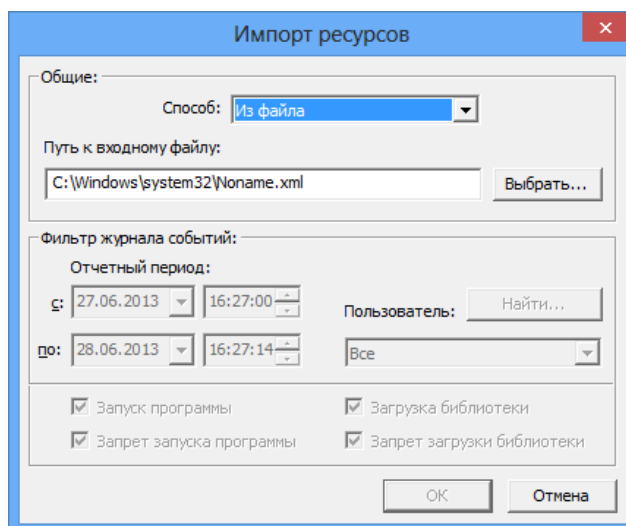 Импорт ресурсов
Общие:
Способ: Из файла
Путь к входному файлу:
C:\Windows\system32\Noname.xml Выбрать...
Фильтр журнала событий:
Отчетный период:
с: 27.06.2013 16:27:00 Пользователь: Найти...
по: 28.06.2013 16:27:14 Все
Запуск программы Загрузка библиотеки
Запрет запуска программы Запрет загрузки библиотеки
ОК Отмена